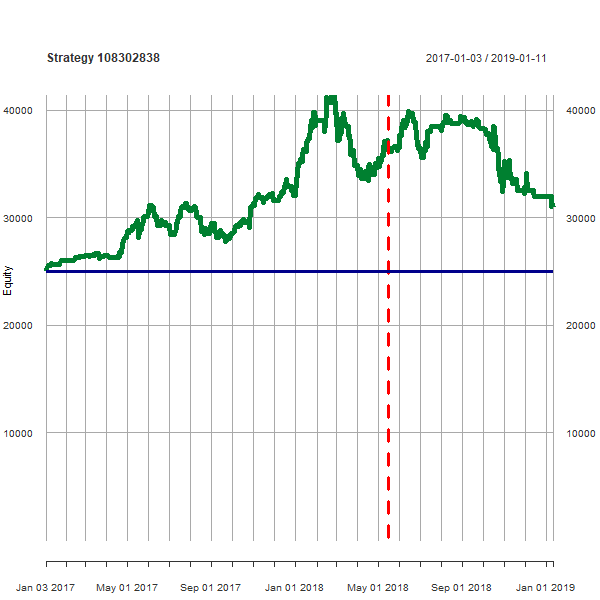 Strategy 108302838 2017-01-03 / 2019-01-11
40000 40000
30000 30000
Equity
20000 20000
10000 10000
Jan 03 2017 May 01 2017 Sep 01 2017 Jan 01 2018 May 01 2018 Sep 01 2018 Jan 01 2019